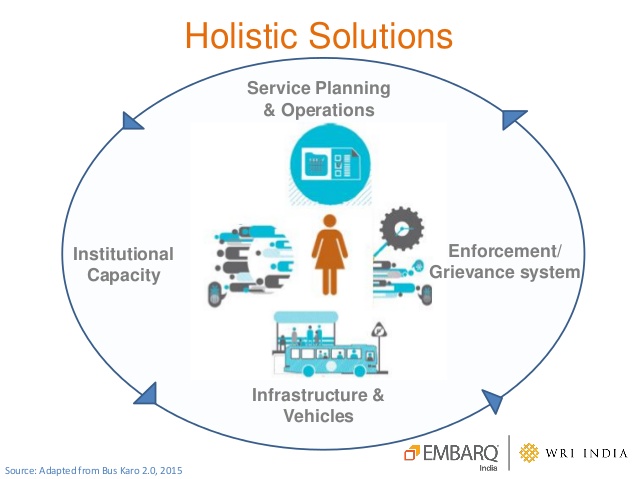 Holistic Solutions
Service Planning
& Operations
Institutional
Capacity
Enforcement/
Grievance system
Infrastructure &
Vehicles
EMBARQ
India
WRI INDIA
Source: Adapted from Bus Karo 2.0, 2015